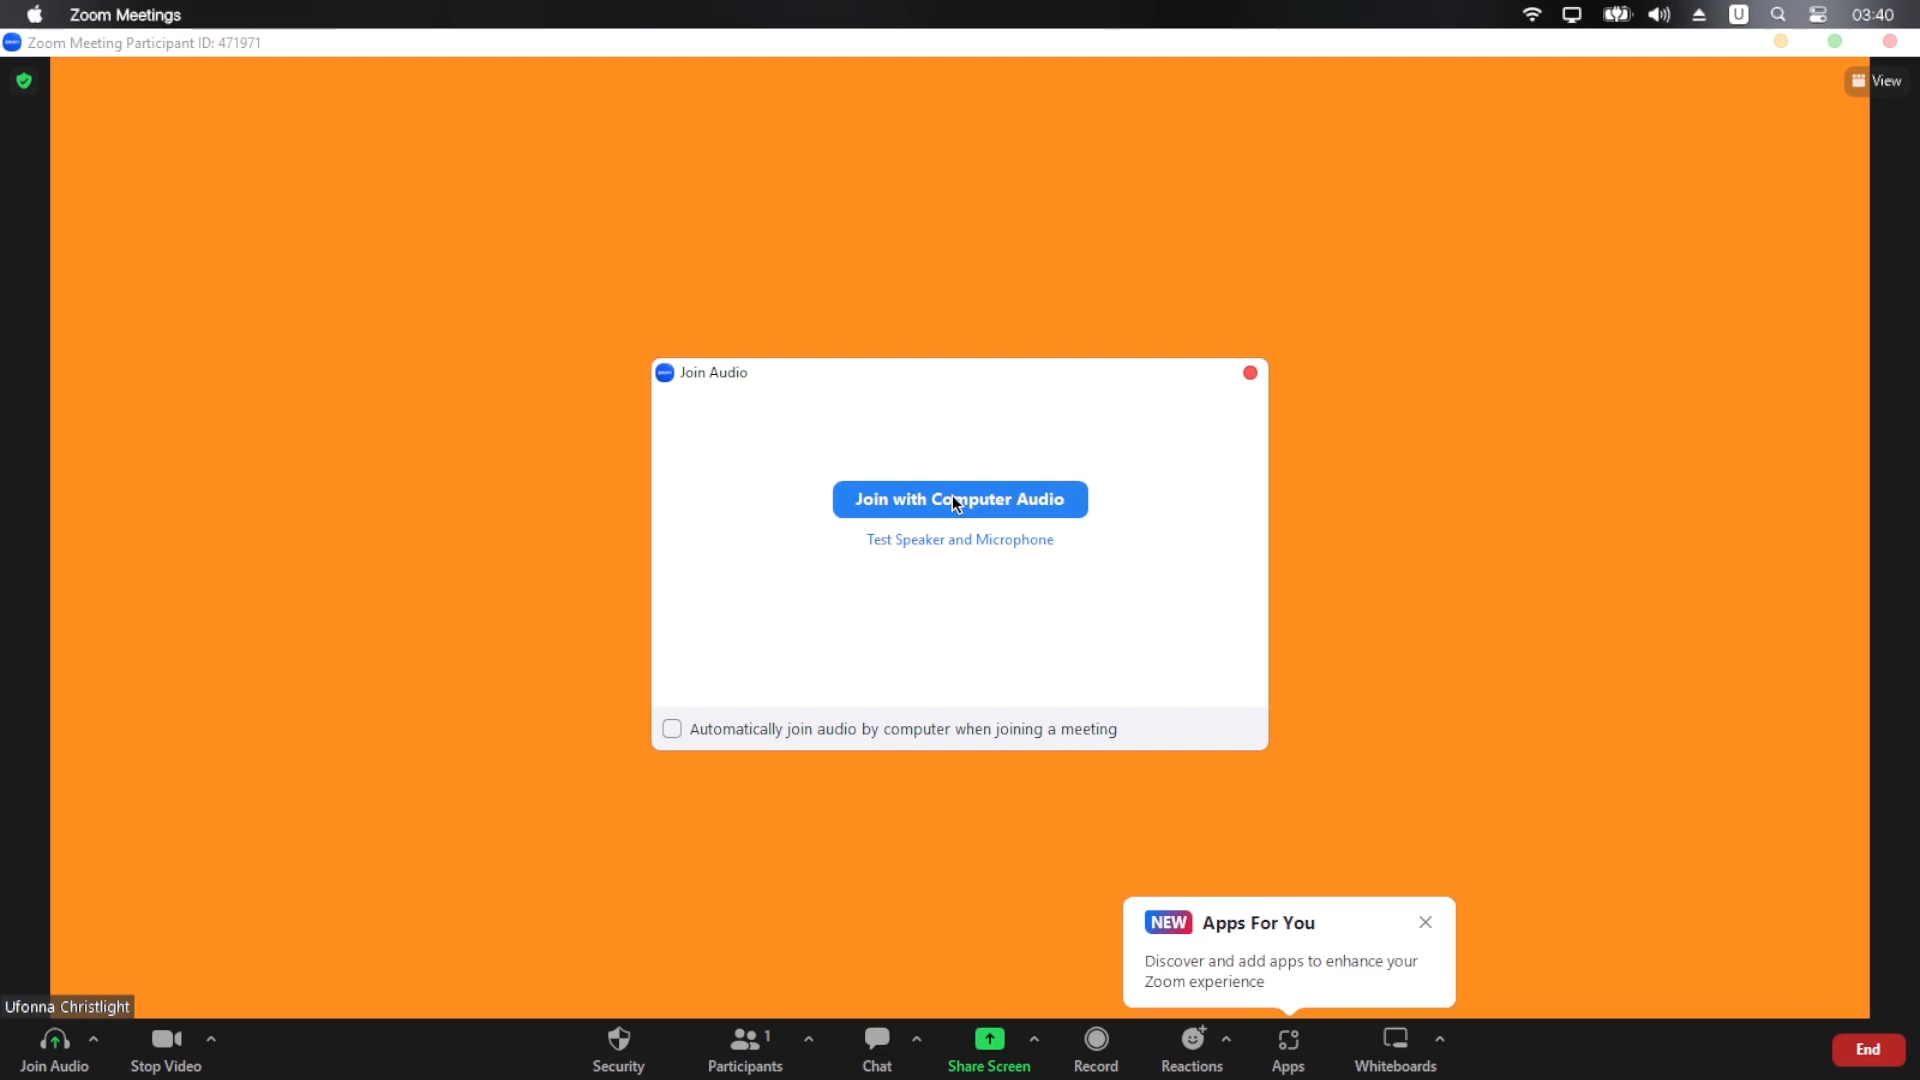 Zoom Meetings
U
03:40
Zoom Meeting Participant ID: 471971
View
Join Audio
Join with Computer Audio
Test Speaker and Microphone
Automatically join audio by computer when joining a meeting
NEW Apps For You
Discover and add apps to enhance your
Zoom experience
Ufonna Christlight
Join Audio
Stop Video
Security
Participants 1
Chat
Share Screen
Record
Reactions
Apps
Whiteboards
End